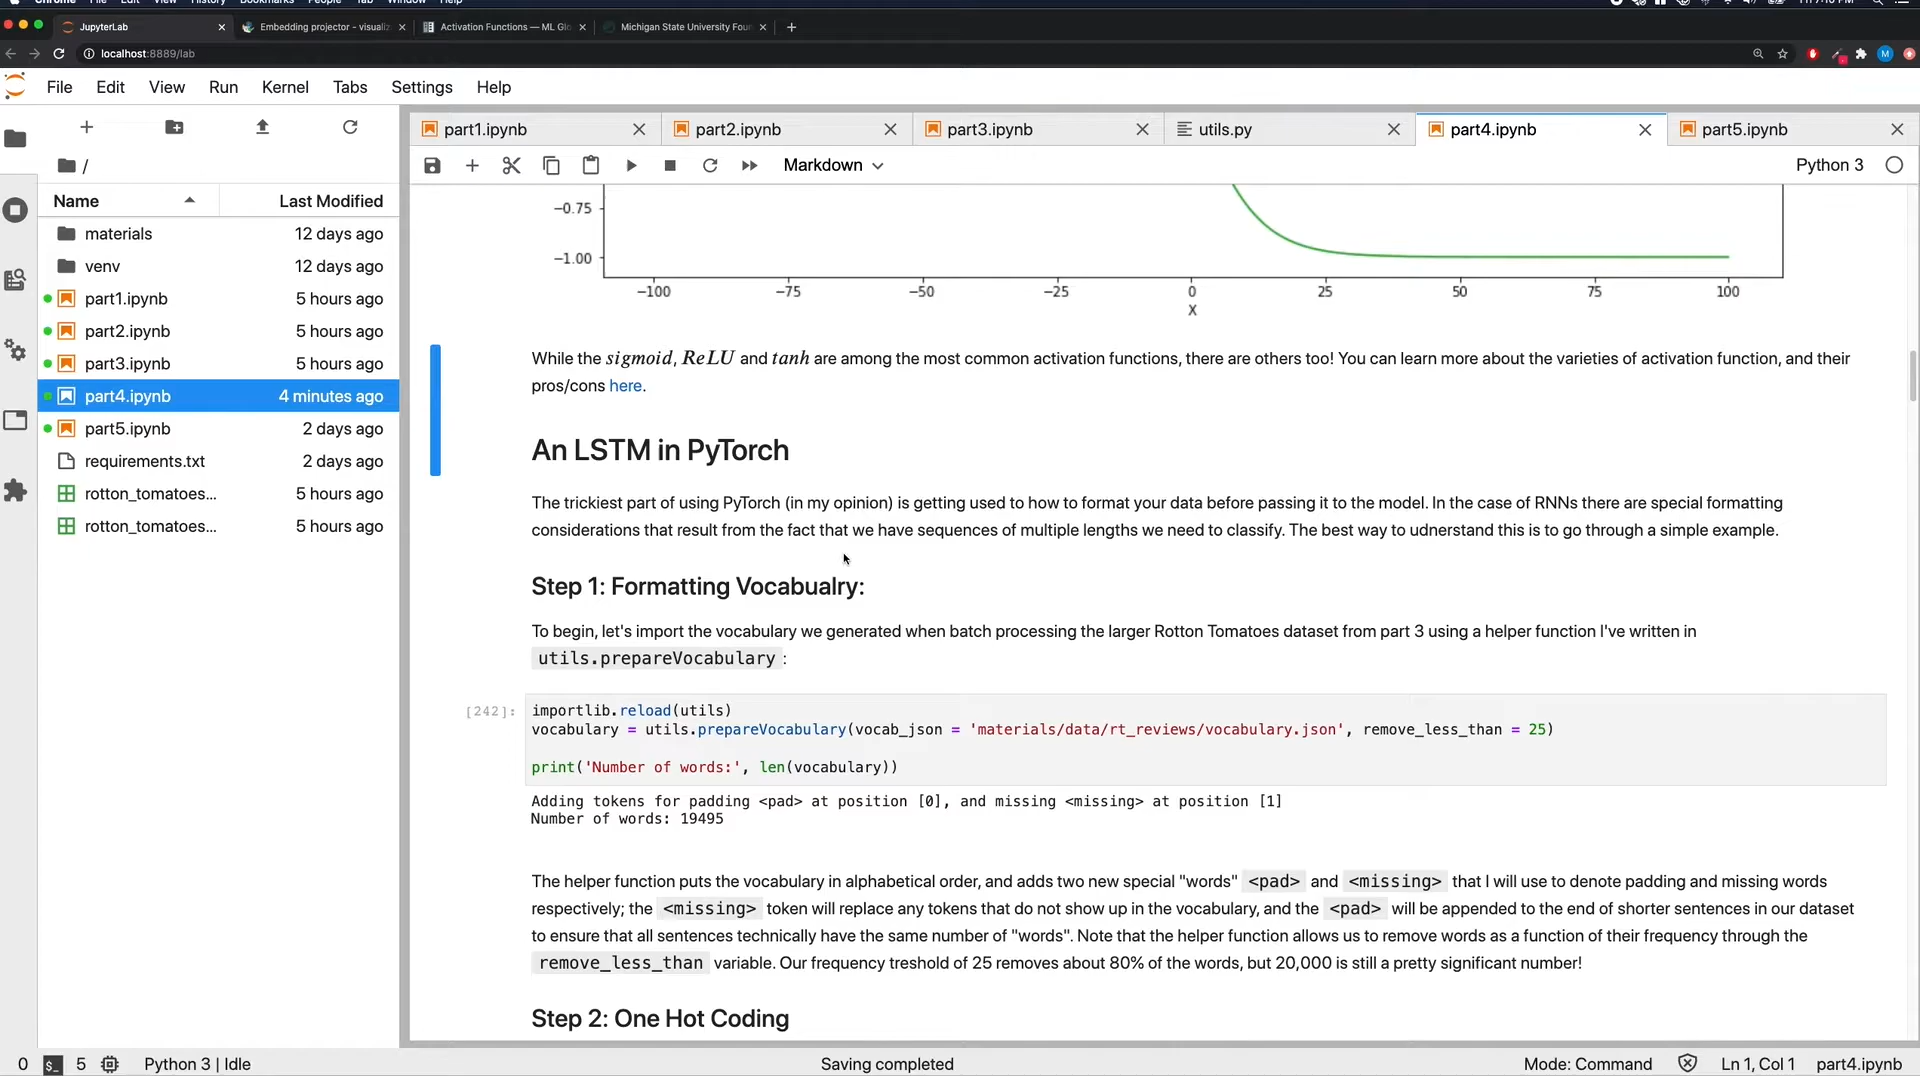 Chrome File Edit View History Bookmarks People Tab Window Help
JupyterLab
Embedding projector - visualiz
Activation Functions — ML Glo
Michigan State University Foun
localhost:8889/lab
M
File Edit View Run Kernel Tabs Settings Help
/
Name Last Modified
materials 12 days ago
venv 12 days ago
part1.ipynb 5 hours ago
part2.ipynb 5 hours ago
part3.ipynb 5 hours ago
part4.ipynb 4 minutes ago
part5.ipynb 2 days ago
requirements.txt 2 days ago
rotton_tomatoes... 5 hours ago
rotton_tomatoes... 5 hours ago
part1.ipynb part2.ipynb part3.ipynb utils.py part4.ipynb part5.ipynb
Markdown Python 3
−0.75
−1.00
−100 −75 −50 −25 0 25 50 75 100
X
While the sigmoid, ReLU and tanh are among the most common activation functions, there are others too! You can learn more about the varieties of activation function, and their
pros/cons here.
An LSTM in PyTorch
The trickiest part of using PyTorch (in my opinion) is getting used to how to format your data before passing it to the model. In the case of RNNs there are special formatting
considerations that result from the fact that we have sequences of multiple lengths we need to classify. The best way to udnerstand this is to go through a simple example.
Step 1: Formatting Vocabualry:
To begin, let's import the vocabulary we generated when batch processing the larger Rotton Tomatoes dataset from part 3 using a helper function I've written in
utils.prepareVocabulary :
[242]: importlib.reload(utils)
vocabulary = utils.prepareVocabulary(vocab_json = 'materials/data/rt_reviews/vocabulary.json', remove_less_than = 25)
print('Number of words:', len(vocabulary))
Adding tokens for padding <pad> at position [0], and missing <missing> at position [1]
Number of words: 19495
The helper function puts the vocabulary in alphabetical order, and adds two new special "words" <pad> and <missing> that I will use to denote padding and missing words
respectively; the <missing> token will replace any tokens that do not show up in the vocabulary, and the <pad> will be appended to the end of shorter sentences in our dataset
to ensure that all sentences technically have the same number of "words". Note that the helper function allows us to remove words as a function of their frequency through the
remove_less_than variable. Our frequency treshold of 25 removes about 80% of the words, but 20,000 is still a pretty significant number!
Step 2: One Hot Coding
0 5 Python 3 | Idle Saving completed Mode: Command Ln 1, Col 1 part4.ipynb